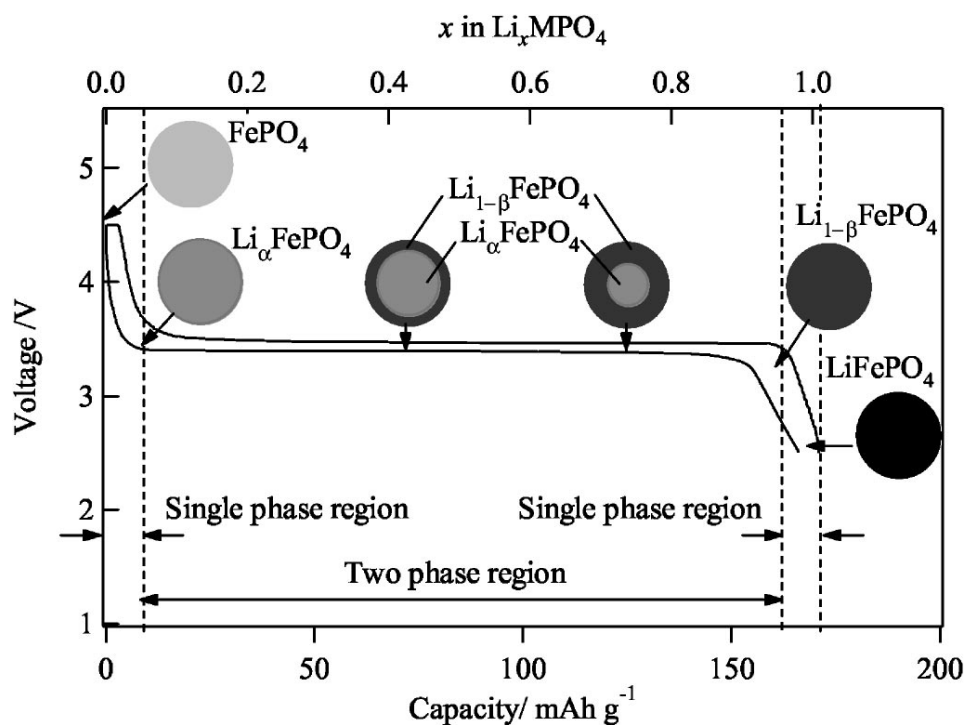 x in LiₓMPO₄
0.0 0.2 0.4 0.6 0.8 1.0
FePO₄
LiαFePO₄
Li₁₋βFePO₄
LiαFePO₄
Li₁₋βFePO₄
LiFePO₄
Voltage /V
5
4
3
2
1
Single phase region
Single phase region
Two phase region
0 50 100 150 200
Capacity/ mAh g⁻¹